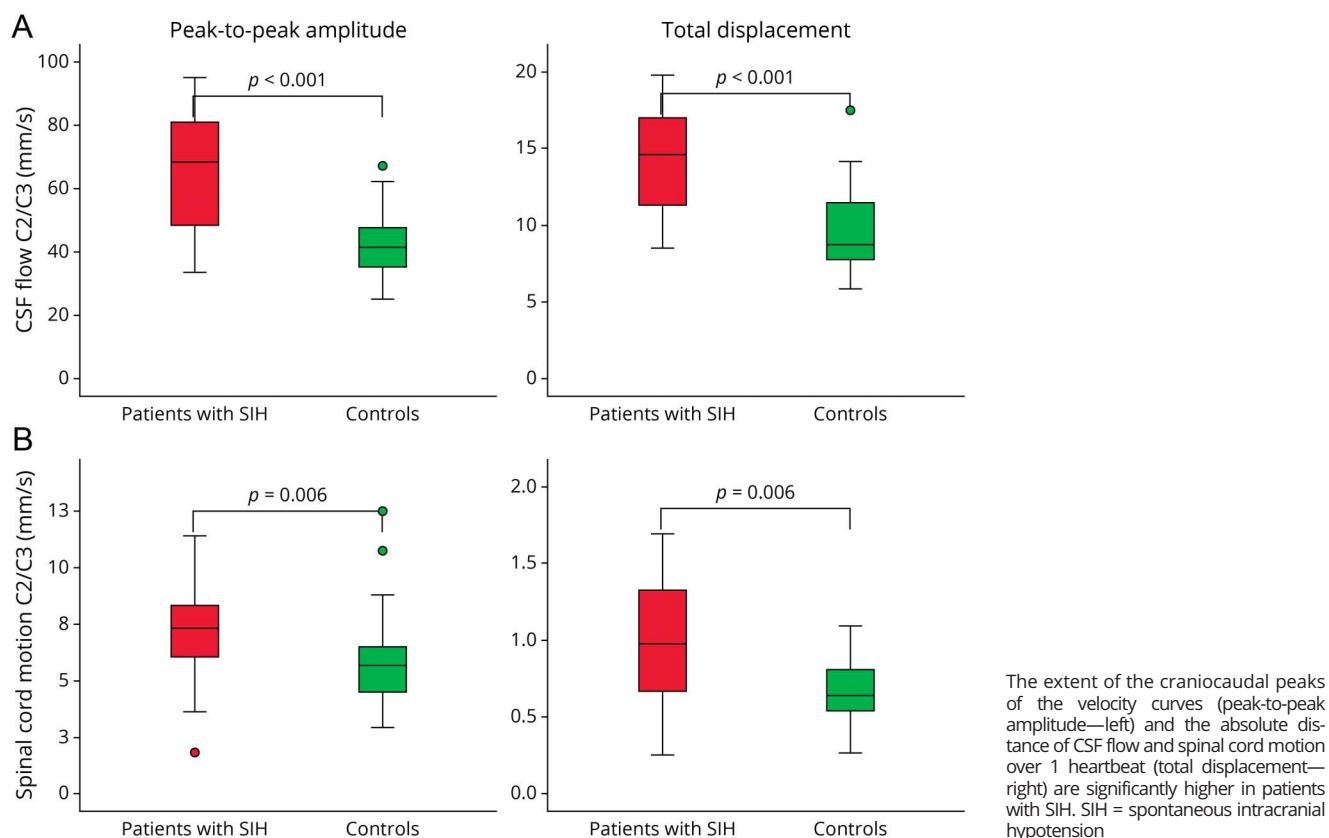 A
Peak-to-peak amplitude
CSF flow C2/C3 (mm/s)
100
80
60
40
20
0
p < 0.001
Patients with SIH Controls
Total displacement
20
15
10
5
0
p < 0.001
Patients with SIH Controls
B
Spinal cord motion C2/C3 (mm/s)
13
10
8
5
3
0
p = 0.006
Patients with SIH Controls
2.0
1.5
1.0
0.5
0.0
p = 0.006
Patients with SIH Controls
The extent of the craniocaudal peaks
of the velocity curves (peak-to-peak
amplitude—left) and the absolute dis-
tance of CSF flow and spinal cord motion
over 1 heartbeat (total displacement—
right) are significantly higher in patients
with SIH. SIH = spontaneous intracranial
hypotension